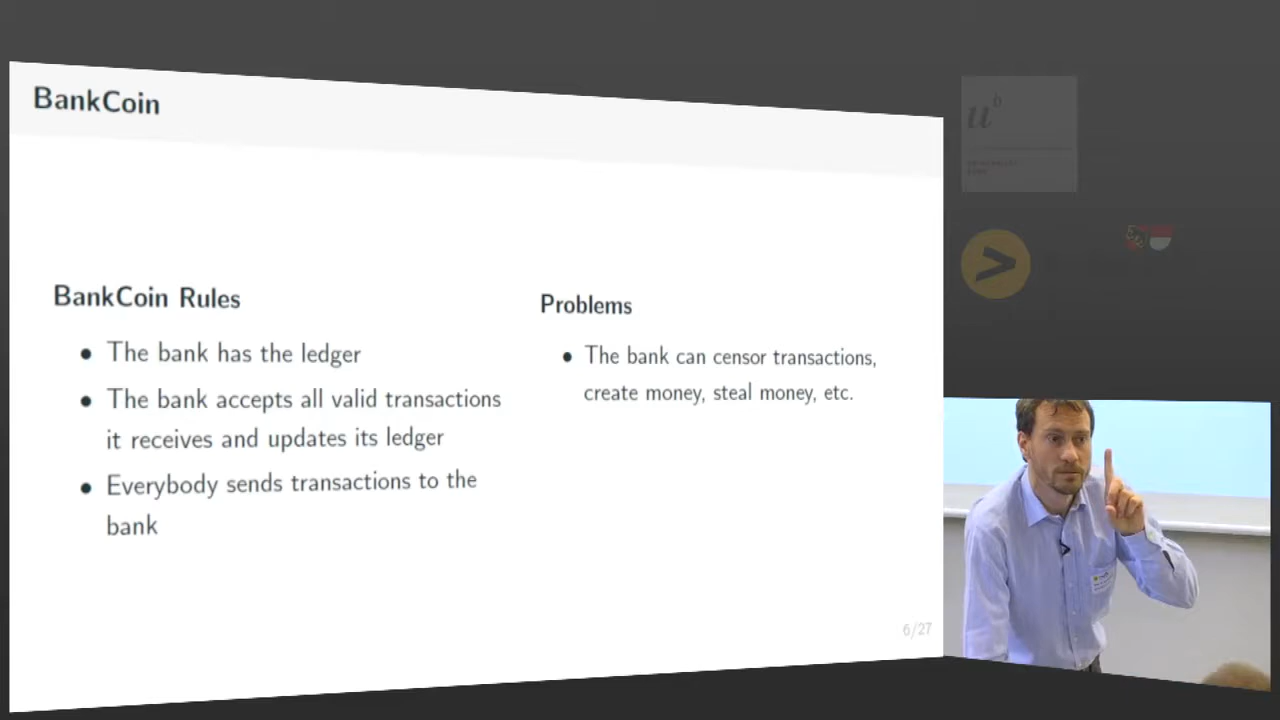 BankCoin
BankCoin Rules
• The bank has the ledger
• The bank accepts all valid transactions
it receives and updates its ledger
• Everybody sends transactions to the
bank
Problems
• The bank can censor transactions,
create money, steal money, etc.
6/27
u
b